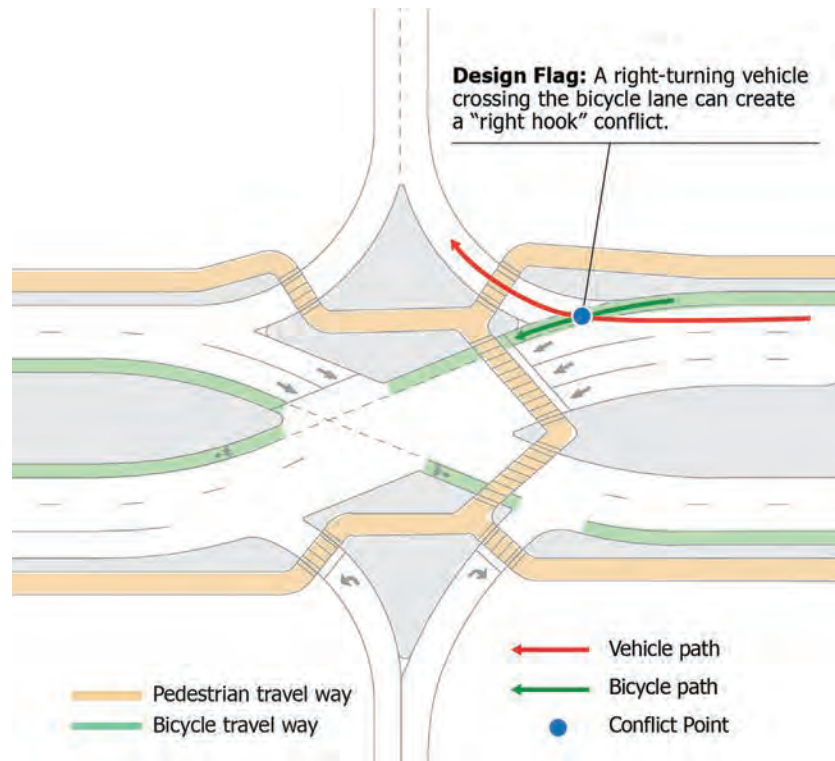 Design Flag: A right-turning vehicle
crossing the bicycle lane can create
a “right hook” conflict.
Pedestrian travel way
Bicycle travel way
Vehicle path
Bicycle path
Conflict Point